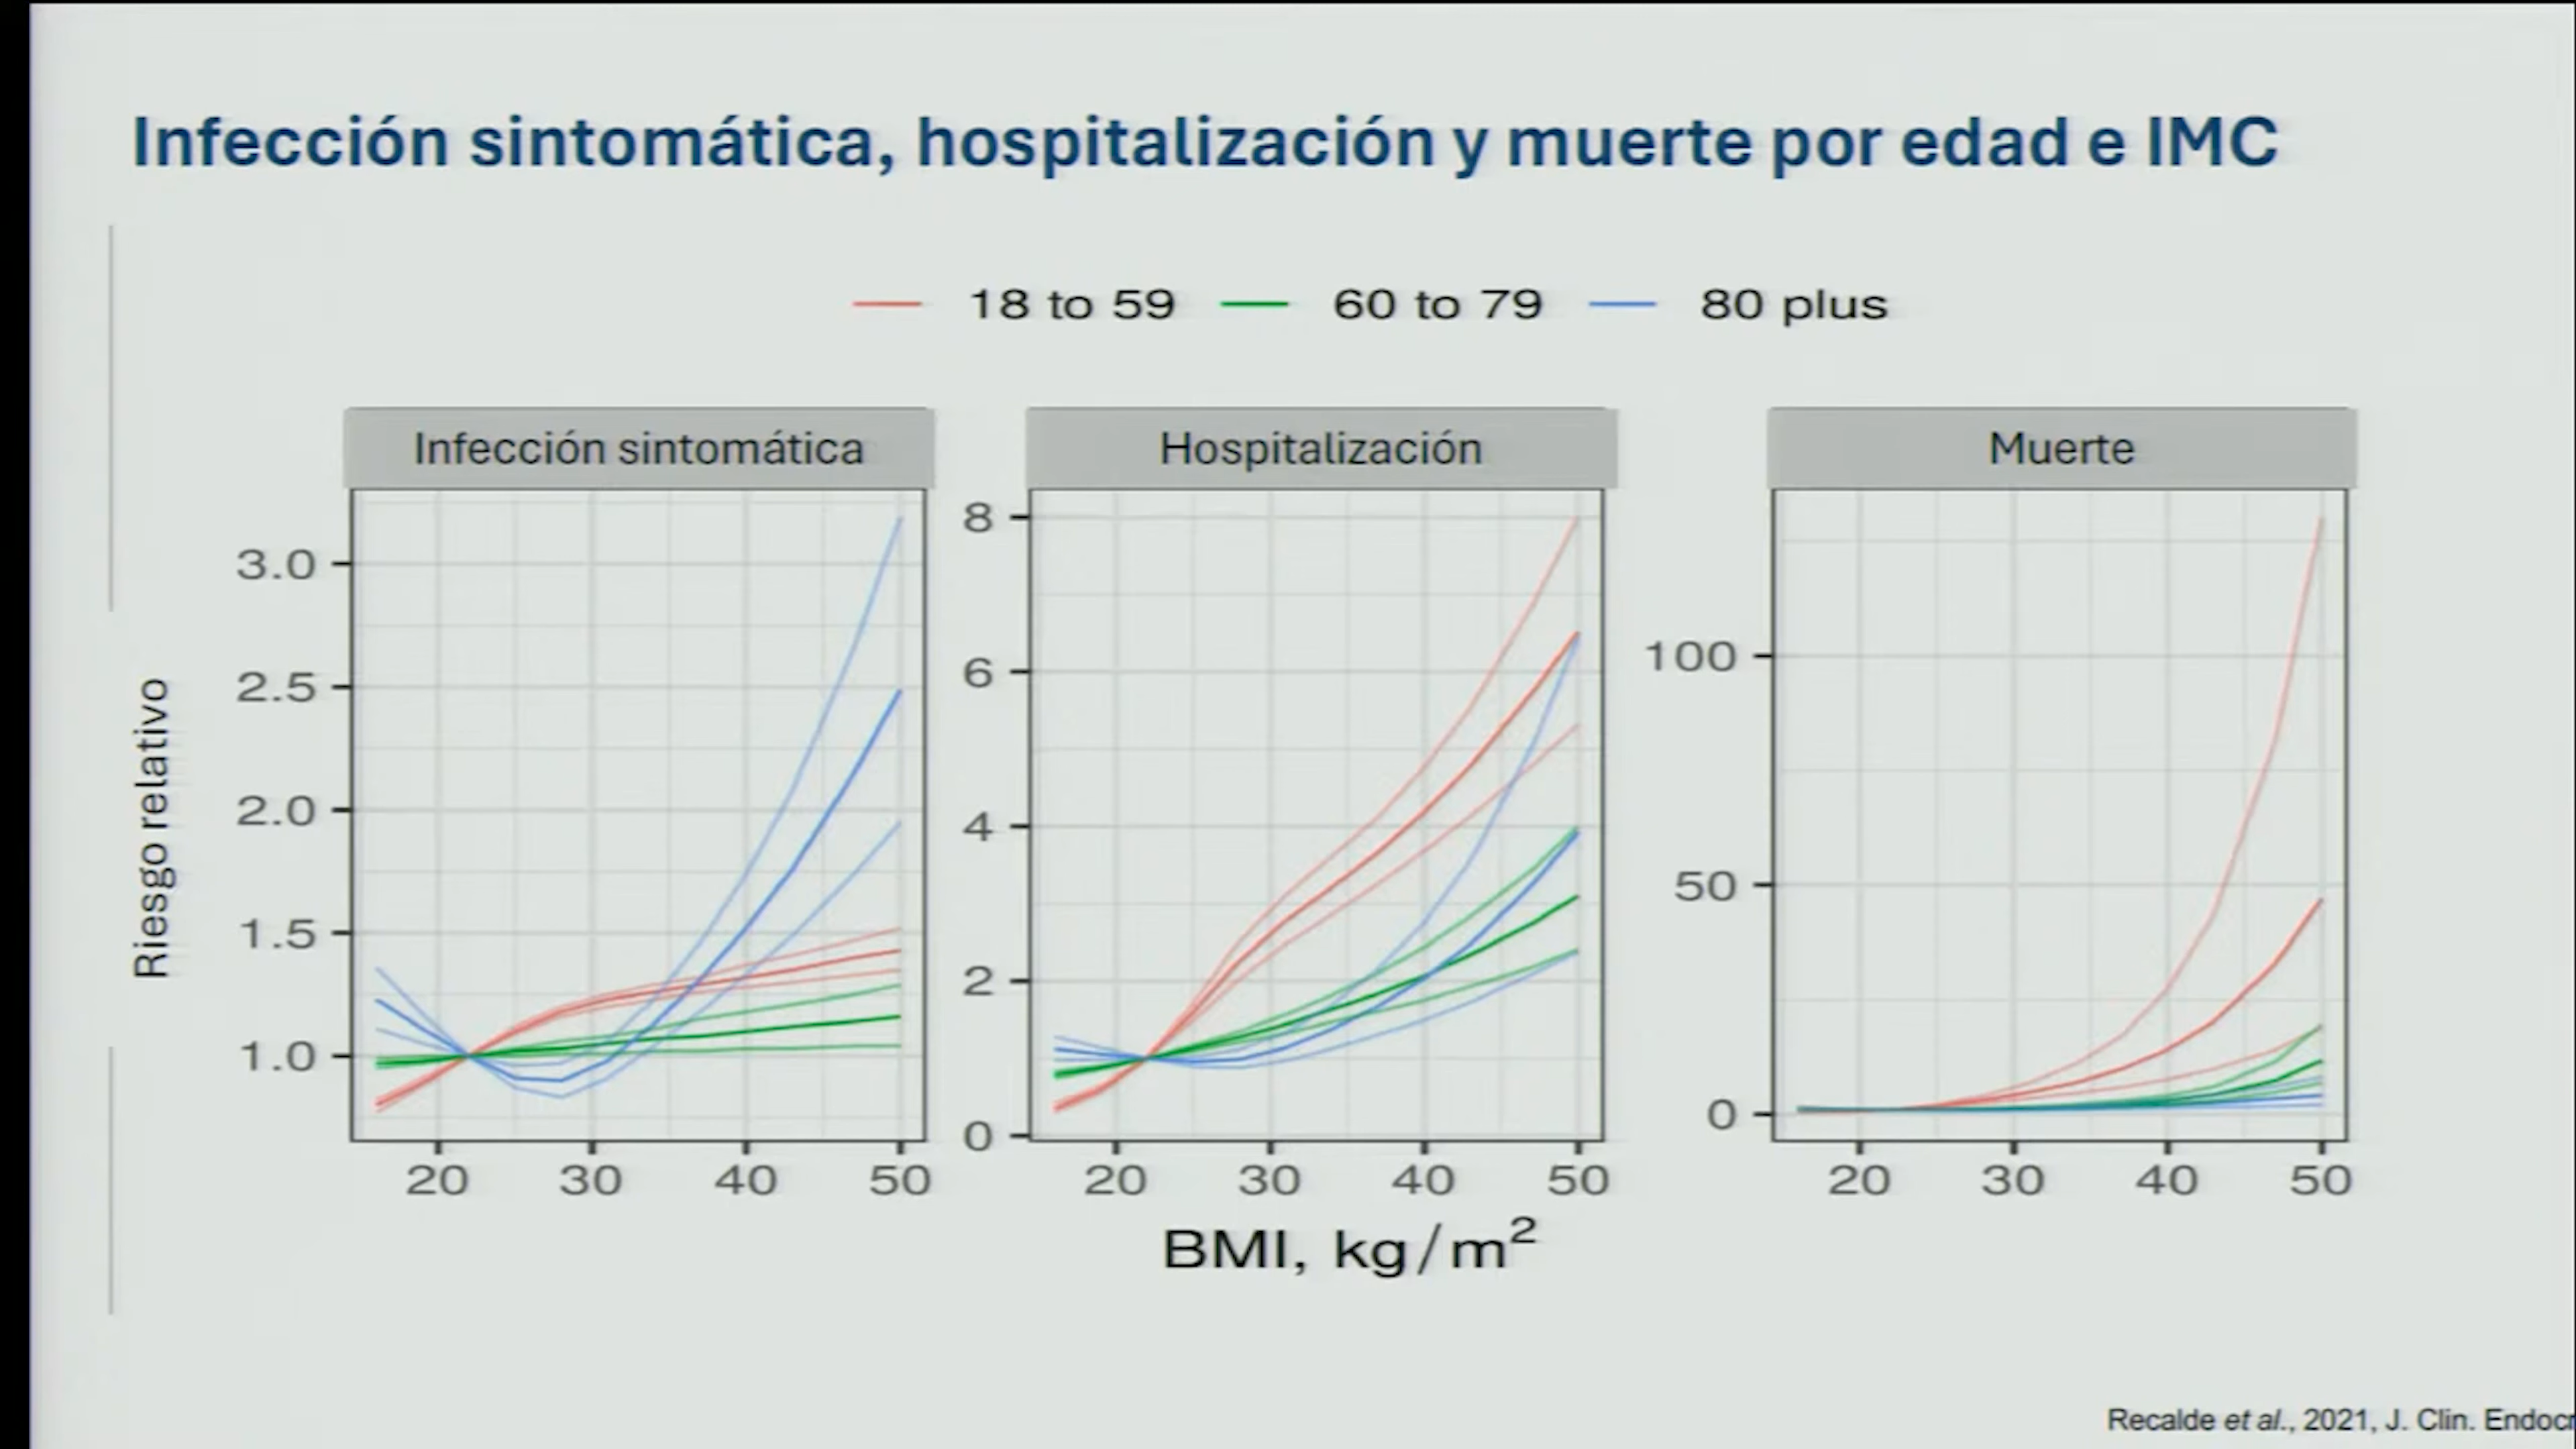 Infección sintomática, hospitalización y muerte por edad e IMC
18 to 59 60 to 79 80 plus
Infección sintomática
Hospitalización
Muerte
Riesgo relativo
3.0
2.5
2.0
1.5
1.0
20 30 40 50
8
6
4
2
0
20 30 40 50
100
50
0
20 30 40 50
BMI, kg/m²
Recalde et al., 2021, J. Clin.